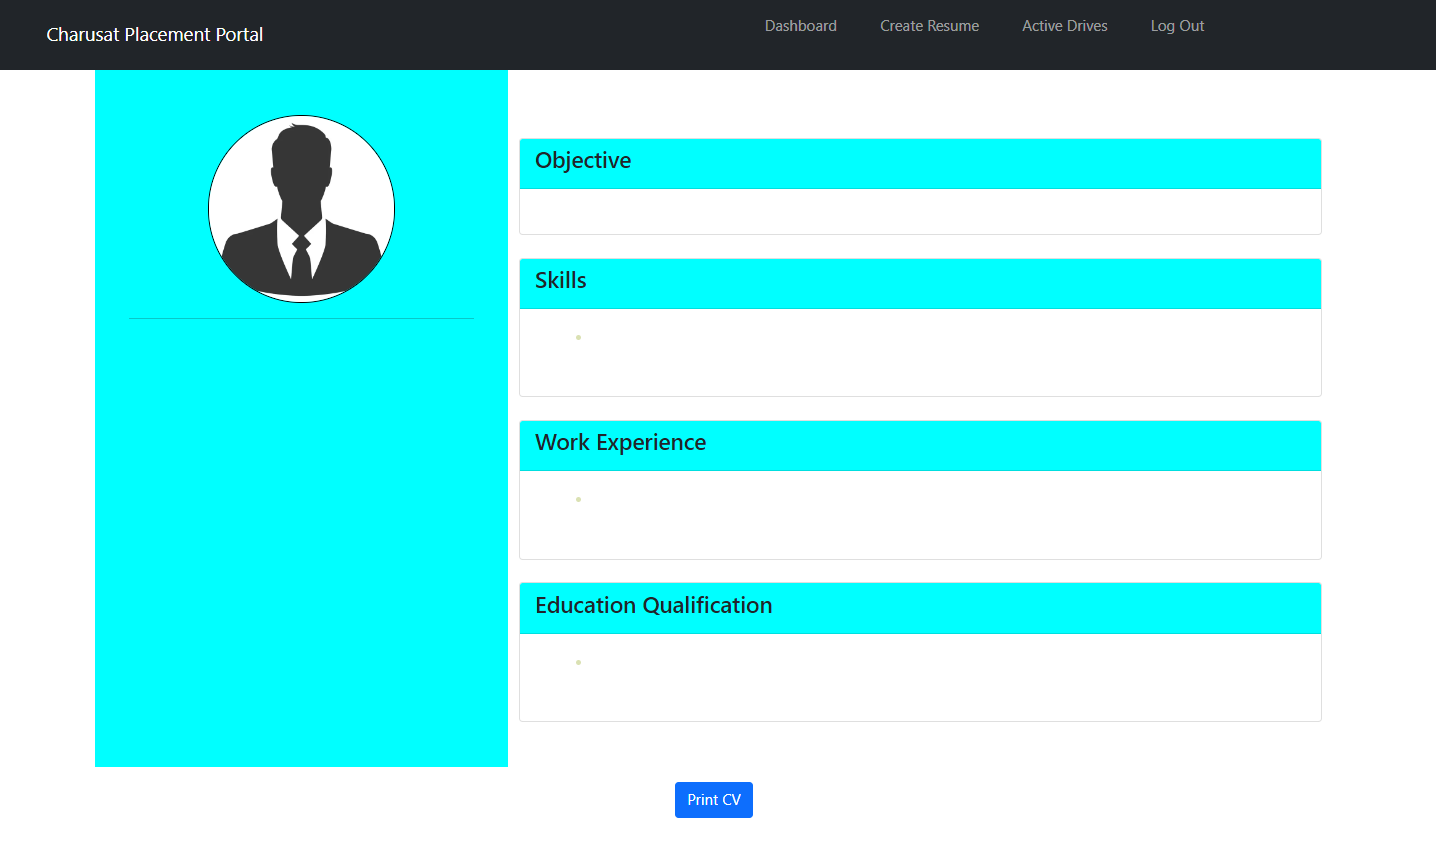 Charusat Placement Portal
Dashboard Create Resume Active Drives Log Out
Objective
Skills
Work Experience
Education Qualification
Print CV